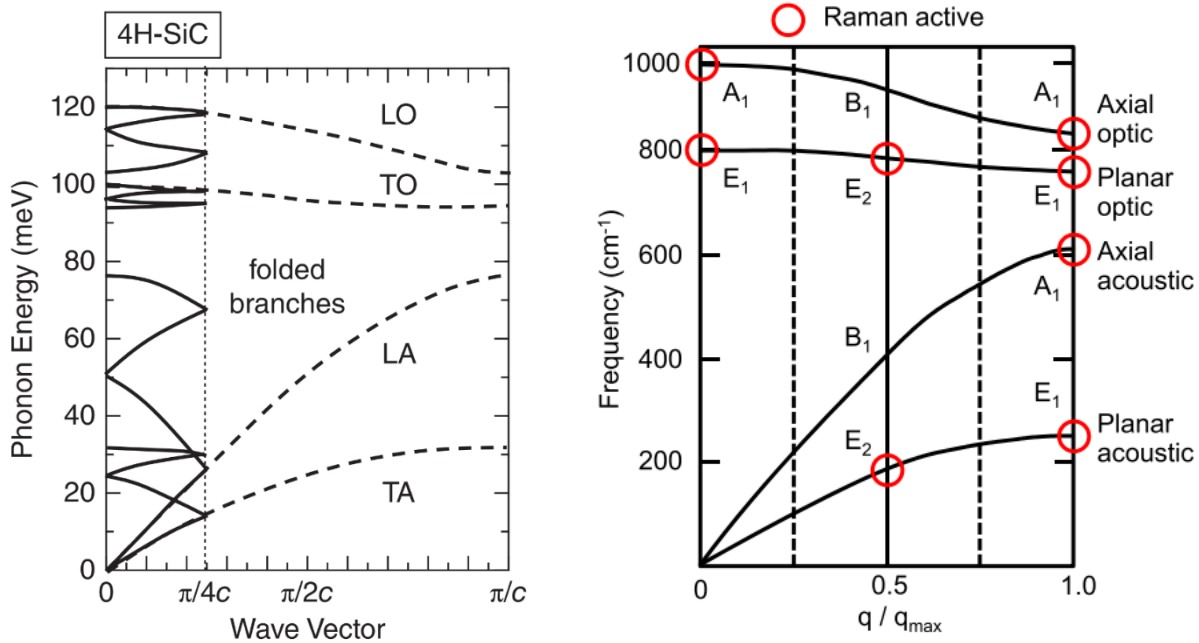 4H-SiC
Phonon Energy (meV)
120
100
80
60
40
20
0
LO
TO
folded
branches
LA
TA
0
π/4c
π/2c
π/c
Wave Vector
Raman active
Frequency (cm⁻¹)
1000
800
600
400
200
A₁
B₁
A₁
Axial
optic
E₁
E₂
E₁
Planar
optic
Axial
acoustic
A₁
B₁
E₁
E₂
Planar
acoustic
0
0.5
1.0
q / qₘₐₓ